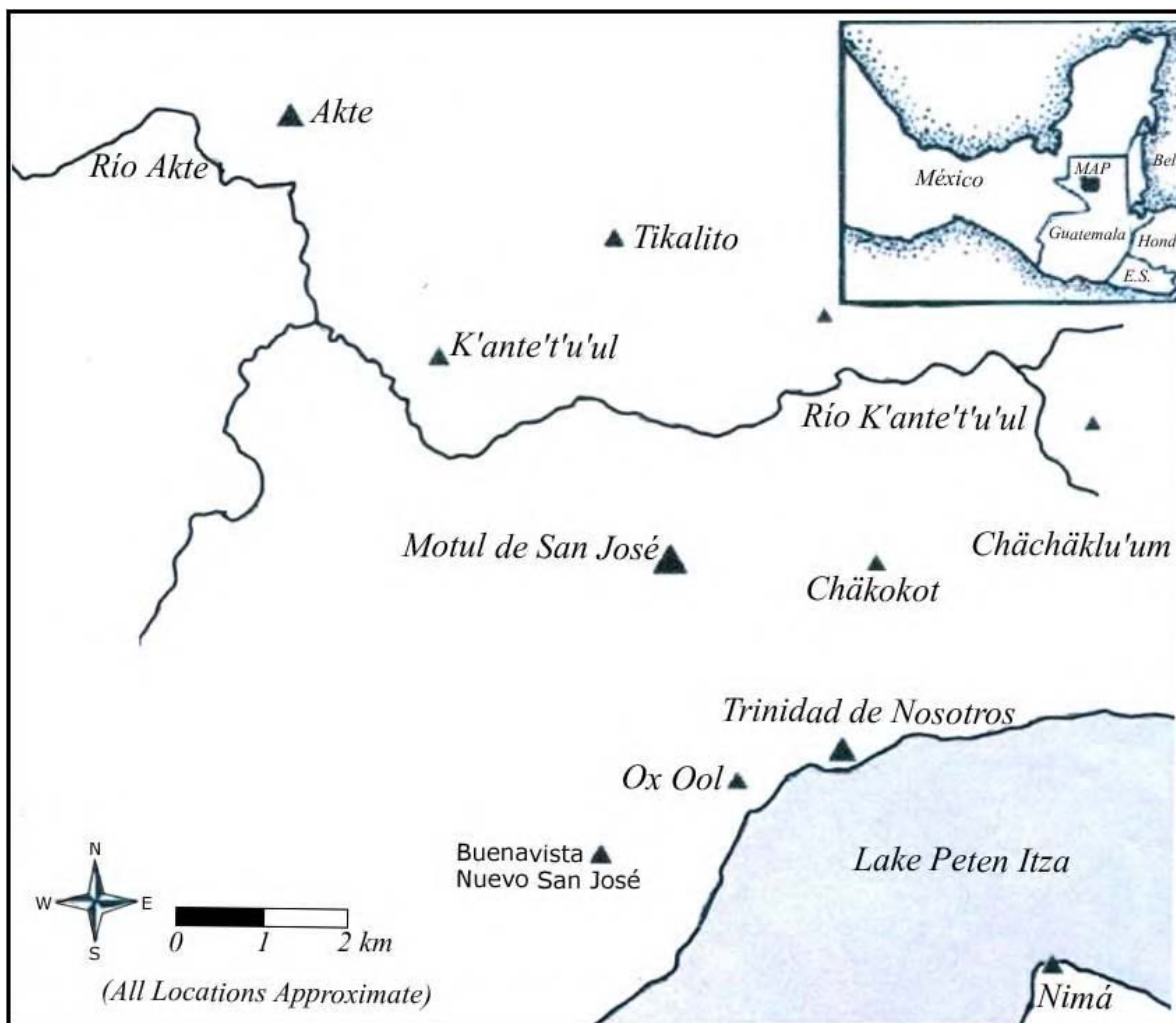 Akte
Río Akte
México
MAP
Bel
Guatemala
Hond
E.S.
Tikalito
K'ante't'u'ul
Río K'ante't'u'ul
Motul de San José
Chächäklu'um
Chäkokot
Trinidad de Nosotros
Ox Ool
Buenavista
Nuevo San José
Lake Peten Itza
N
W E
S
0 1 2 km
(All Locations Approximate)
Nimá